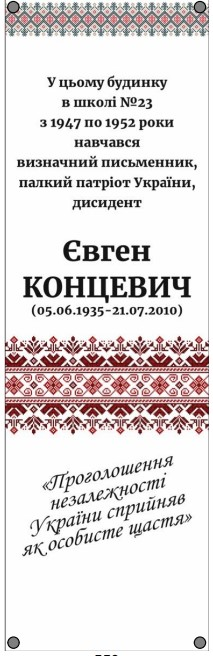 У цьому будинку
в школі №23
з 1947 по 1952 роки
навчався
визначний письменник,
палкий патріот України,
дисидент
Євген
КОНЦЕВИЧ
(05.06.1935-21.07.2010)
«Проголошення
незалежності
України сприйняв
як особисте щастя»